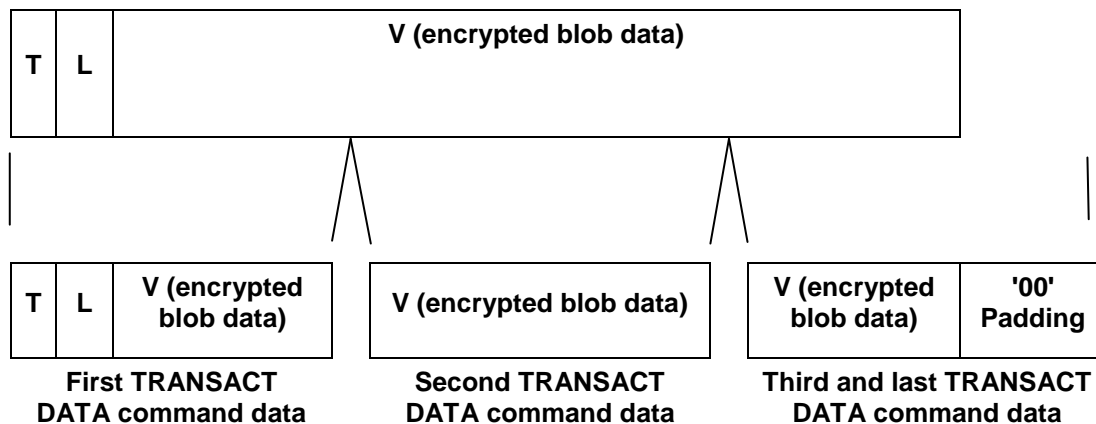 T L V (encrypted blob data)
T L V (encrypted
blob data)
V (encrypted blob data)
V (encrypted
blob data)
'00'
Padding
First TRANSACT
DATA command data
Second TRANSACT
DATA command data
Third and last TRANSACT
DATA command data